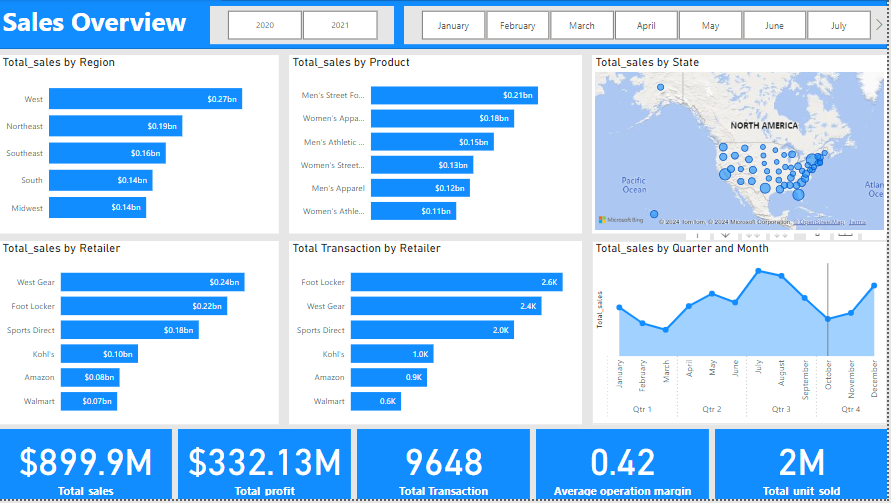 Sales Overview
2020
2021
January
February
March
April
May
June
July
Total_sales by Region
West
$0.27bn
Northeast
$0.19bn
Southeast
$0.16bn
South
$0.14bn
Midwest
$0.14bn
Total_sales by Product
Men's Street Fo...
$0.21bn
Women's Appa...
$0.18bn
Men's Athletic ...
$0.15bn
Women's Street...
$0.13bn
Men's Apparel
$0.12bn
Women's Athle...
$0.11bn
Total_sales by State
NORTH AMERICA
Pacific
Ocean
Atlan
Oce
Microsoft Bing
© 2024 TomTom, © 2024 Microsoft Corporation, © OpenStreetMap Terms
Total_sales by Retailer
West Gear
$0.24bn
Foot Locker
$0.22bn
Sports Direct
$0.18bn
Kohl's
$0.10bn
Amazon
$0.08bn
Walmart
$0.07bn
Total Transaction by Retailer
Foot Locker
2.6K
West Gear
2.4K
Sports Direct
2.0K
Kohl's
1.0K
Amazon
0.9K
Walmart
0.6K
Total_sales by Quarter and Month
Total_sales
January
February
March
April
May
June
July
August
September
October
November
December
Qtr 1
Qtr 2
Qtr 3
Qtr 4
$899.9M
Total sales
$332.13M
Total profit
9648
Total Transaction
0.42
Average operation margin
2M
Total unit sold